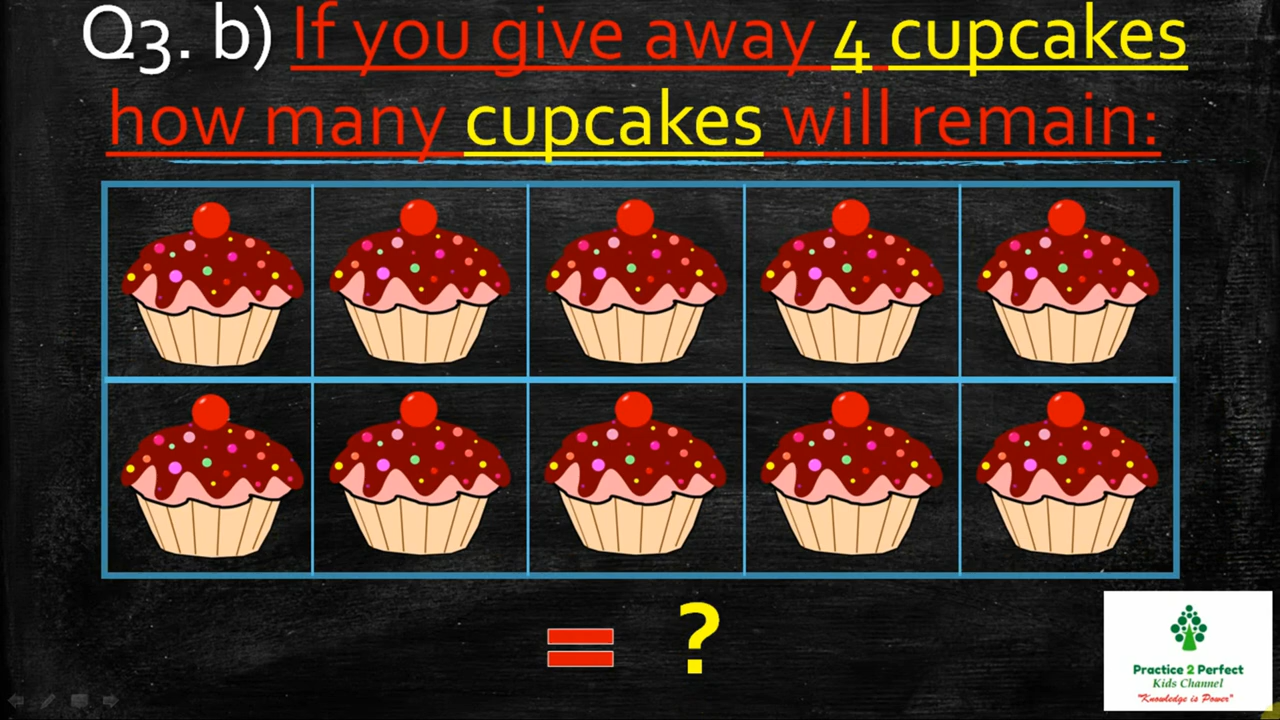 Q3. b) If you give away 4 cupcakes
how many cupcakes will remain:
= ?
Practice 2 Perfect
Kids Channel
"Knowledge is Power"